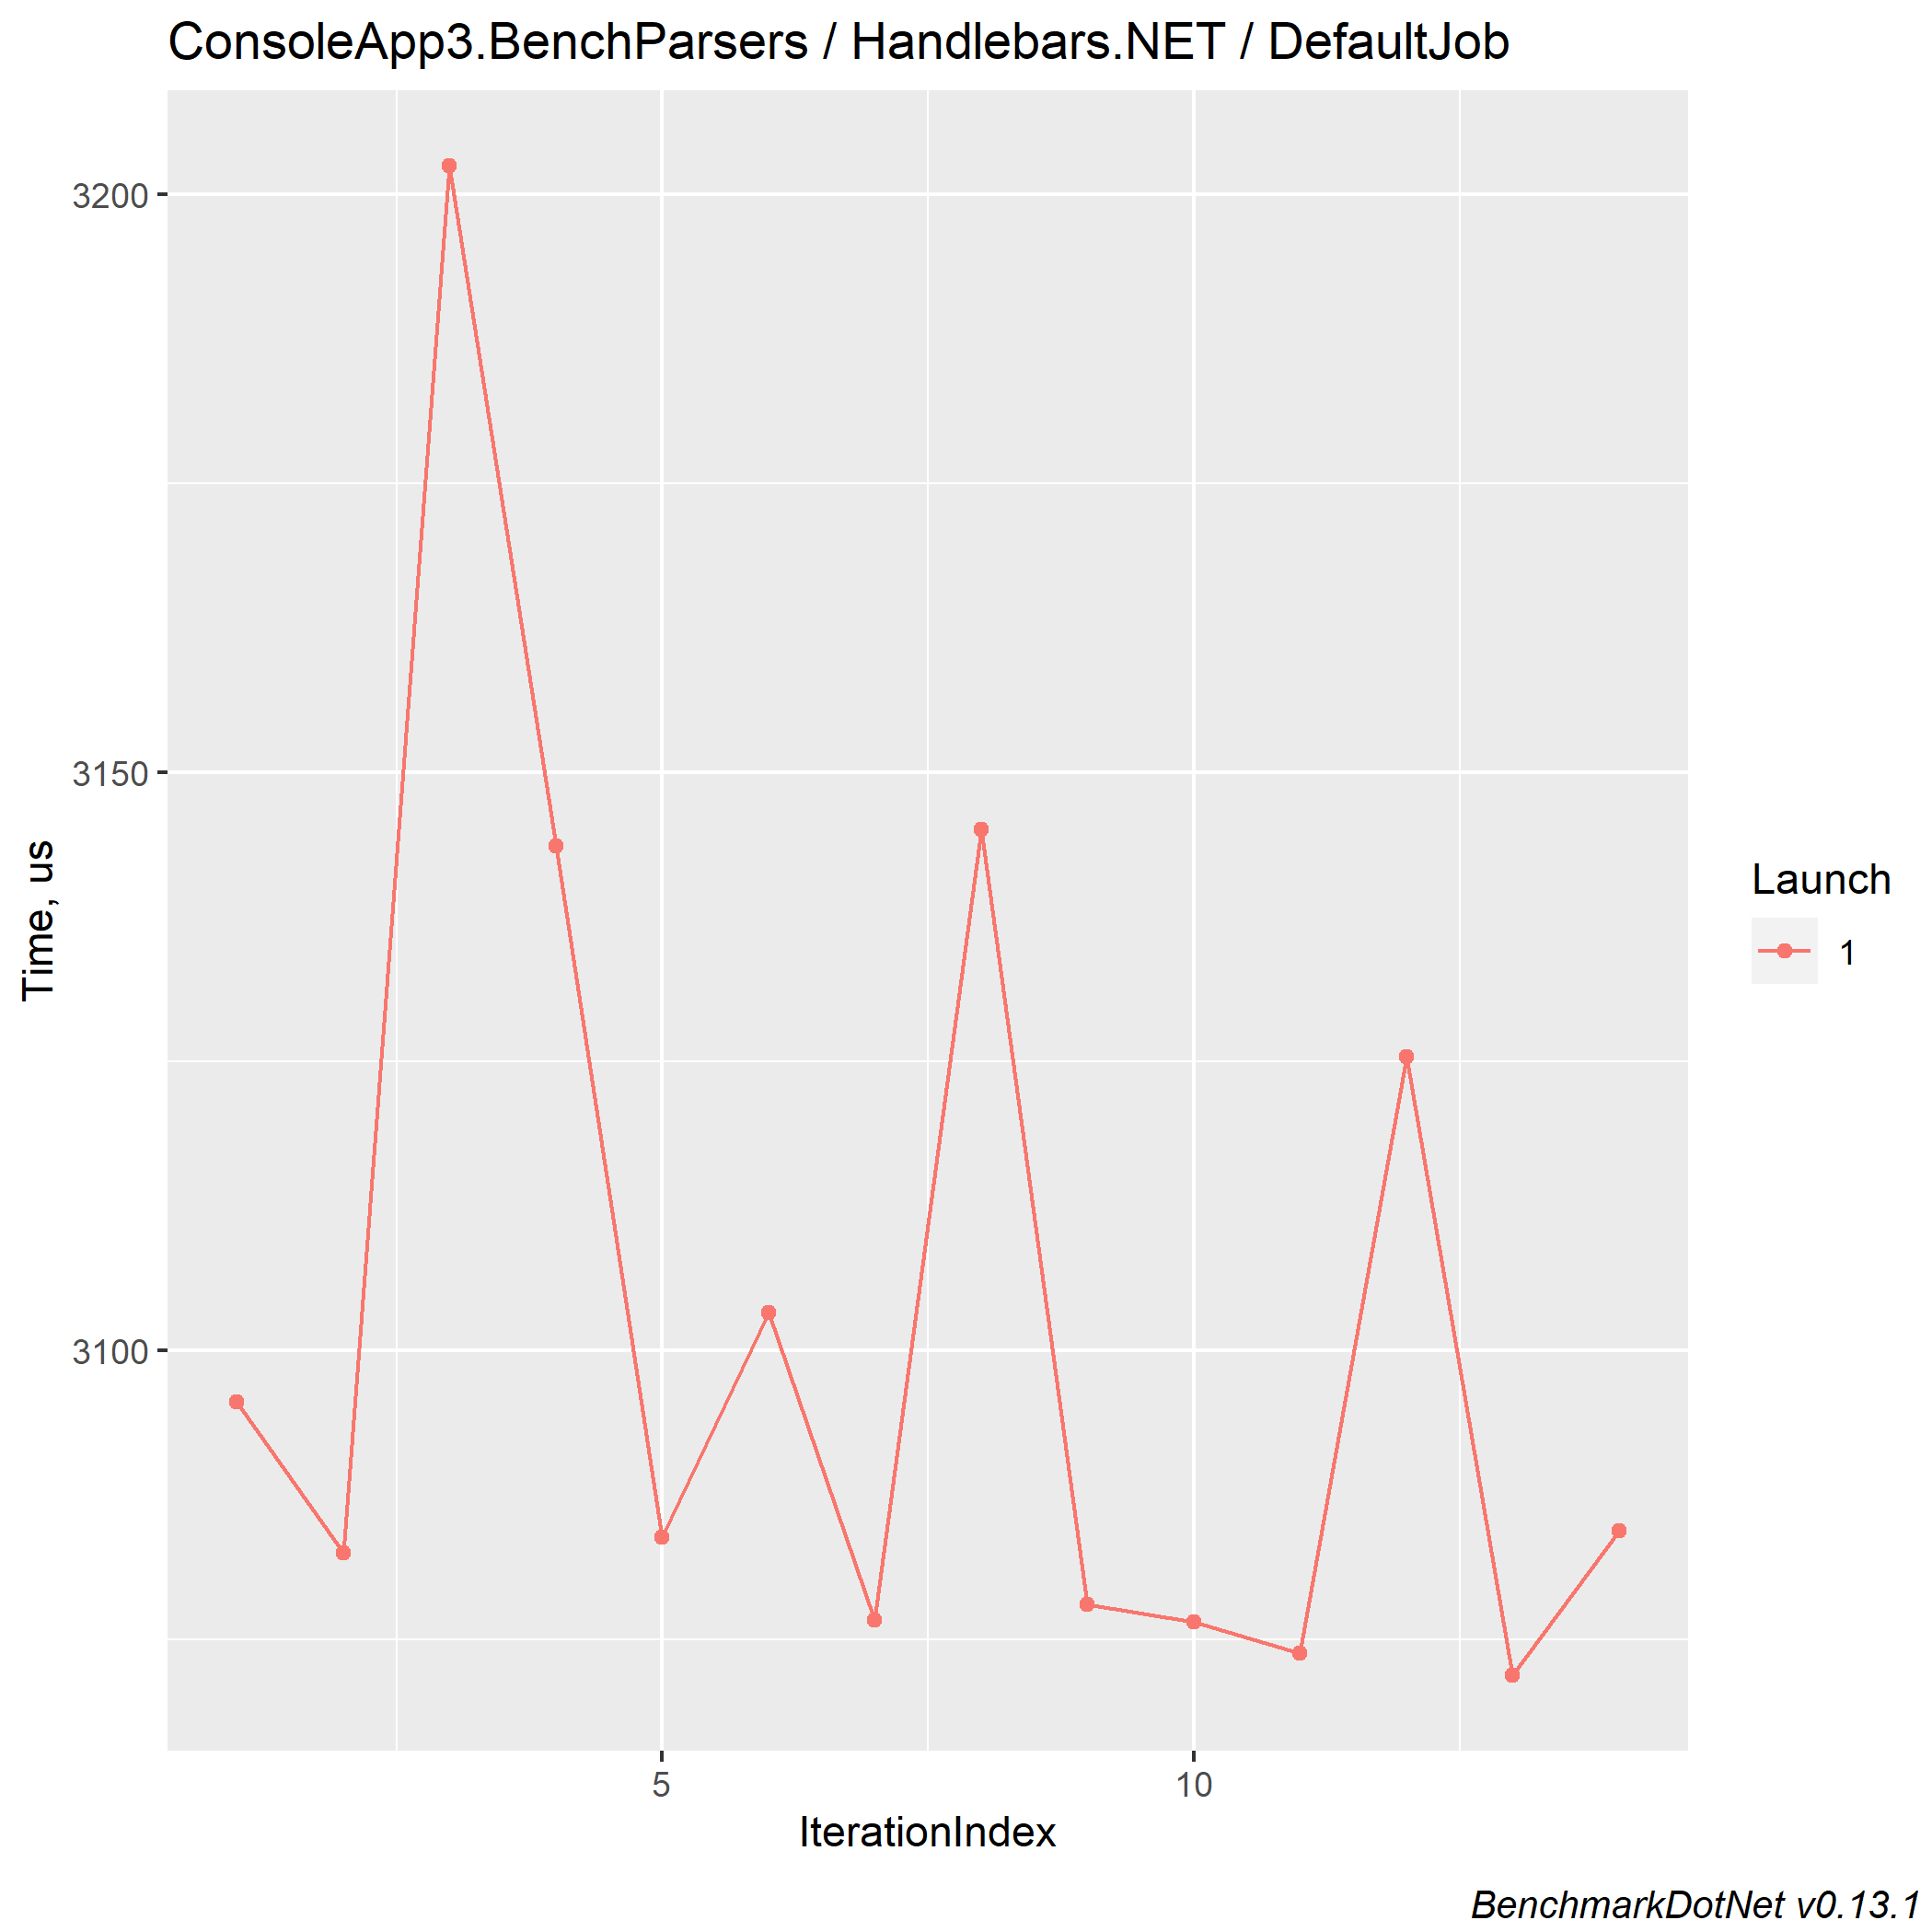 ConsoleApp3.BenchParsers / Handlebars.NET / DefaultJob
3200
3150
3100
Time, us
5
10
IterationIndex
Launch
1
BenchmarkDotNet v0.13.1